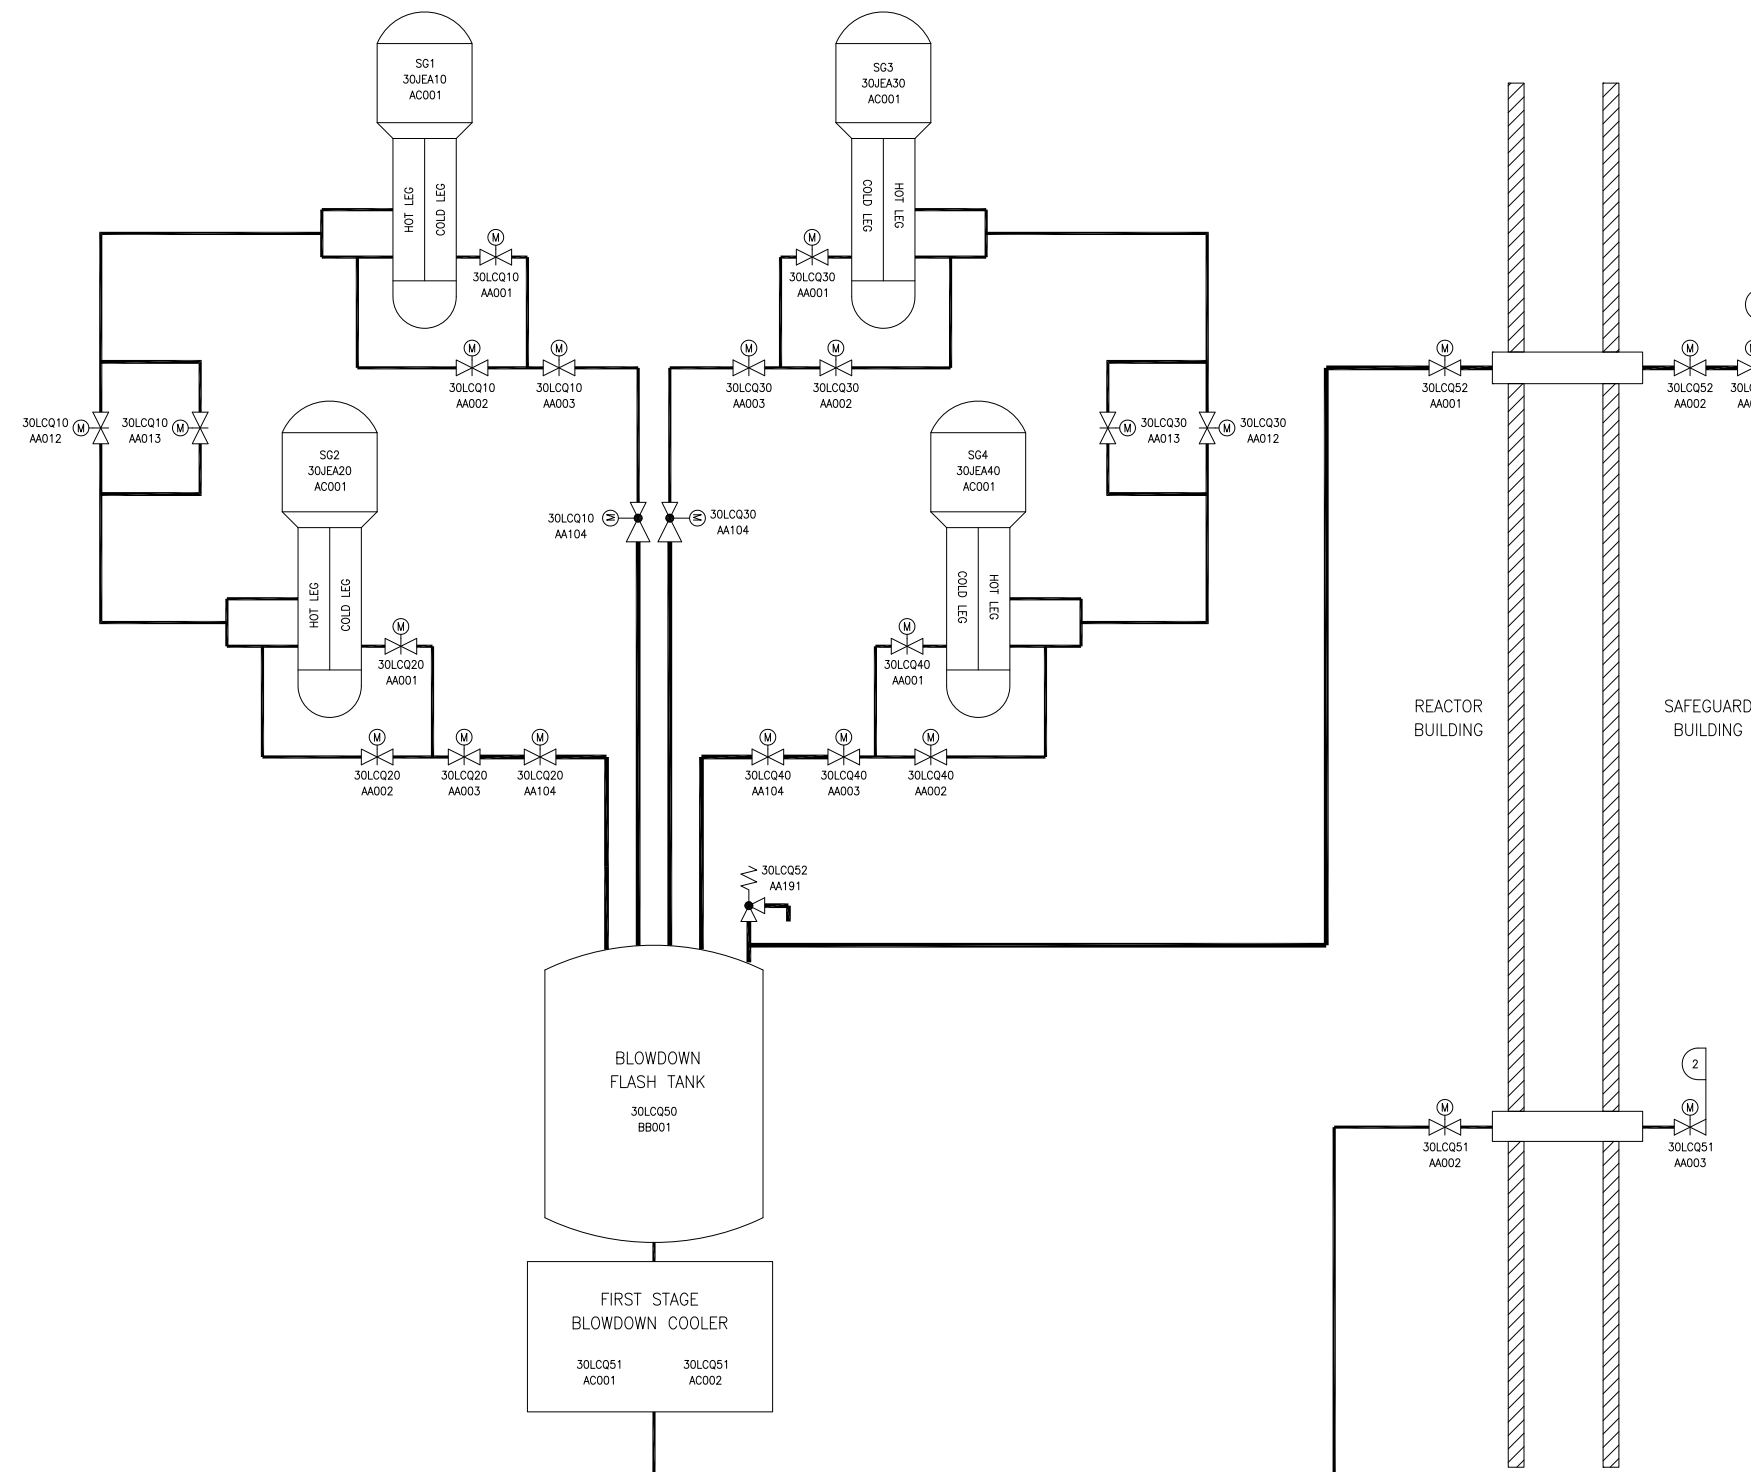 SG1
30JEA10
AC001
HOT LEG
COLD LEG
M
30LCQ10
AA001
M
30LCQ10
AA002
M
30LCQ10
AA003
30LCQ10
AA012
M
30LCQ10
AA013
M
SG3
30JEA30
AC001
COLD LEG
HOT LEG
M
30LCQ30
AA001
M
30LCQ30
AA003
M
30LCQ30
AA002
M
30LCQ30
AA013
M
30LCQ30
AA012
30LCQ10
AA104
M
M
30LCQ30
AA104
SG2
30JEA20
AC001
HOT LEG
COLD LEG
M
30LCQ20
AA001
M
30LCQ20
AA002
M
30LCQ20
AA003
M
30LCQ20
AA104
SG4
30JEA40
AC001
COLD LEG
HOT LEG
M
30LCQ40
AA001
M
30LCQ40
AA104
M
30LCQ40
AA003
M
30LCQ40
AA002
30LCQ52
AA191
M
30LCQ52
AA001
M
30LCQ52
AA002
REACTOR
BUILDING
SAFEGUARD
BUILDING
BLOWDOWN
FLASH TANK
30LCQ50
BB001
2
M
30LCQ51
AA002
M
30LCQ51
AA003
FIRST STAGE
BLOWDOWN COOLER
30LCQ51
AC001
30LCQ51
AC002